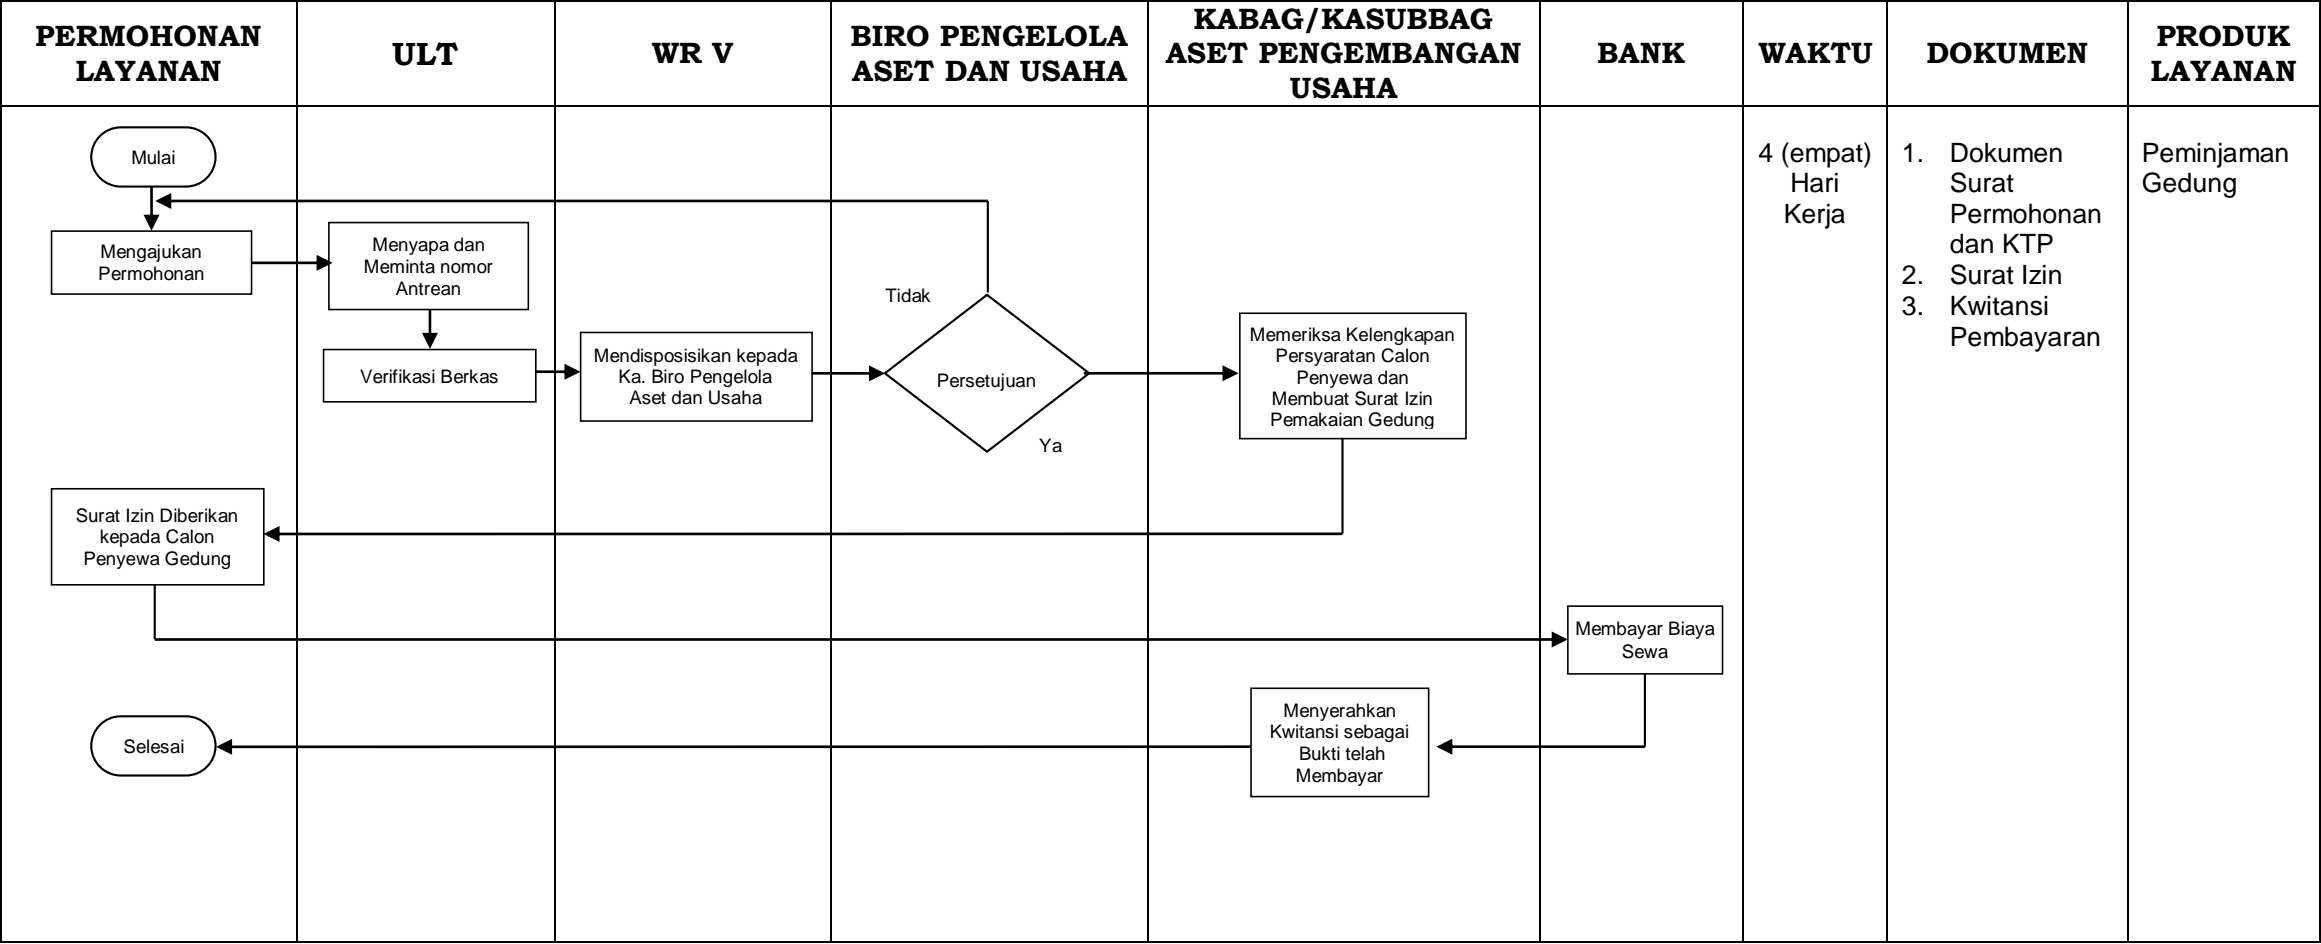 PERMOHONAN
LAYANAN
ULT
WR V
BIRO PENGELOLA
ASET DAN USAHA
KABAG/KASUBBAG
ASET PENGEMBANGAN
USAHA
BANK
WAKTU
DOKUMEN
PRODUK
LAYANAN
Mulai
Mengajukan
Permohonan
Menyapa dan
Meminta nomor
Antrean
Verifikasi Berkas
Mendisposisikan kepada
Ka. Biro Pengelola
Aset dan Usaha
Tidak
Persetujuan
Ya
Memeriksa Kelengkapan
Persyaratan Calon
Penyewa dan
Membuat Surat Izin
Pemakaian Gedung
Surat Izin Diberikan
kepada Calon
Penyewa Gedung
Membayar Biaya
Sewa
Menyerahkan
Kwitansi sebagai
Bukti telah
Membayar
Selesai
4 (empat)
Hari
Kerja
1. Dokumen
Surat
Permohonan
dan KTP
2. Surat Izin
3. Kwitansi
Pembayaran
Peminjaman
Gedung